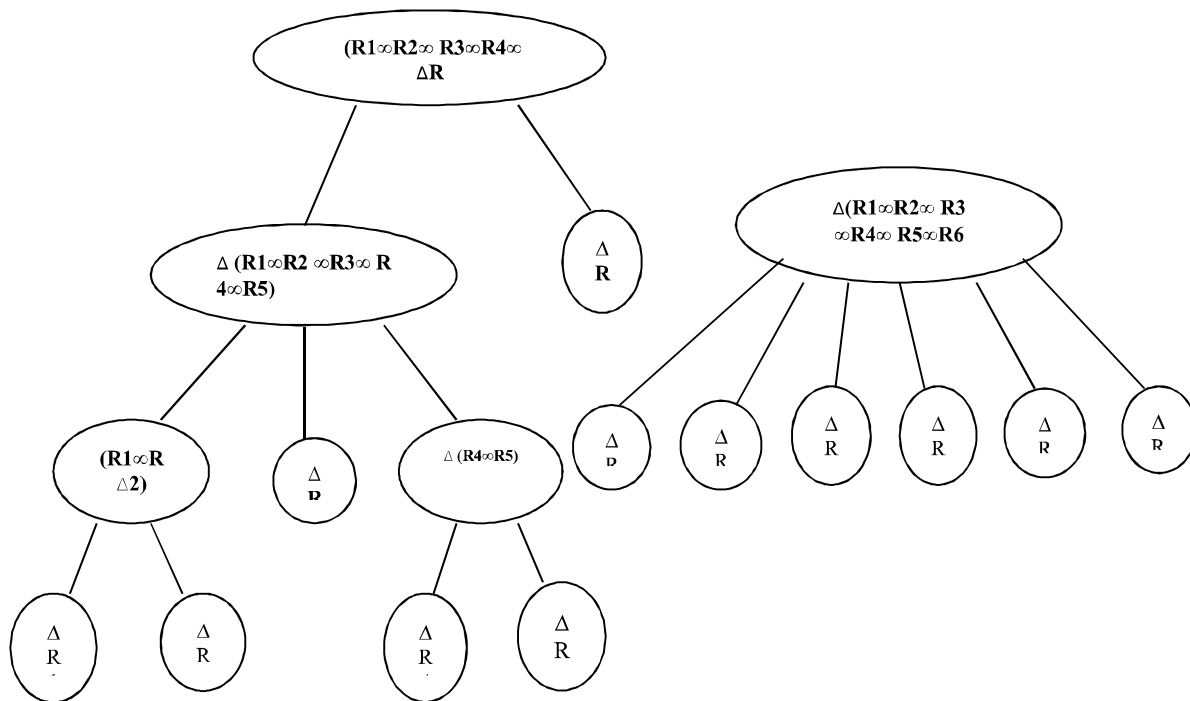 (R1∞R2∞ R3∞R4∞
ΔR
Δ(R1∞R2∞ R3
∞R4∞ R5∞R6
Δ
R
Δ (R1∞R2 ∞R3∞ R
4∞R5)
Δ
R
Δ
R
Δ
R
Δ
R
Δ
R
Δ
R
(R1∞R
Δ2)
Δ
R
Δ (R4∞R5)
Δ
R
Δ
R
Δ
R
Δ
R